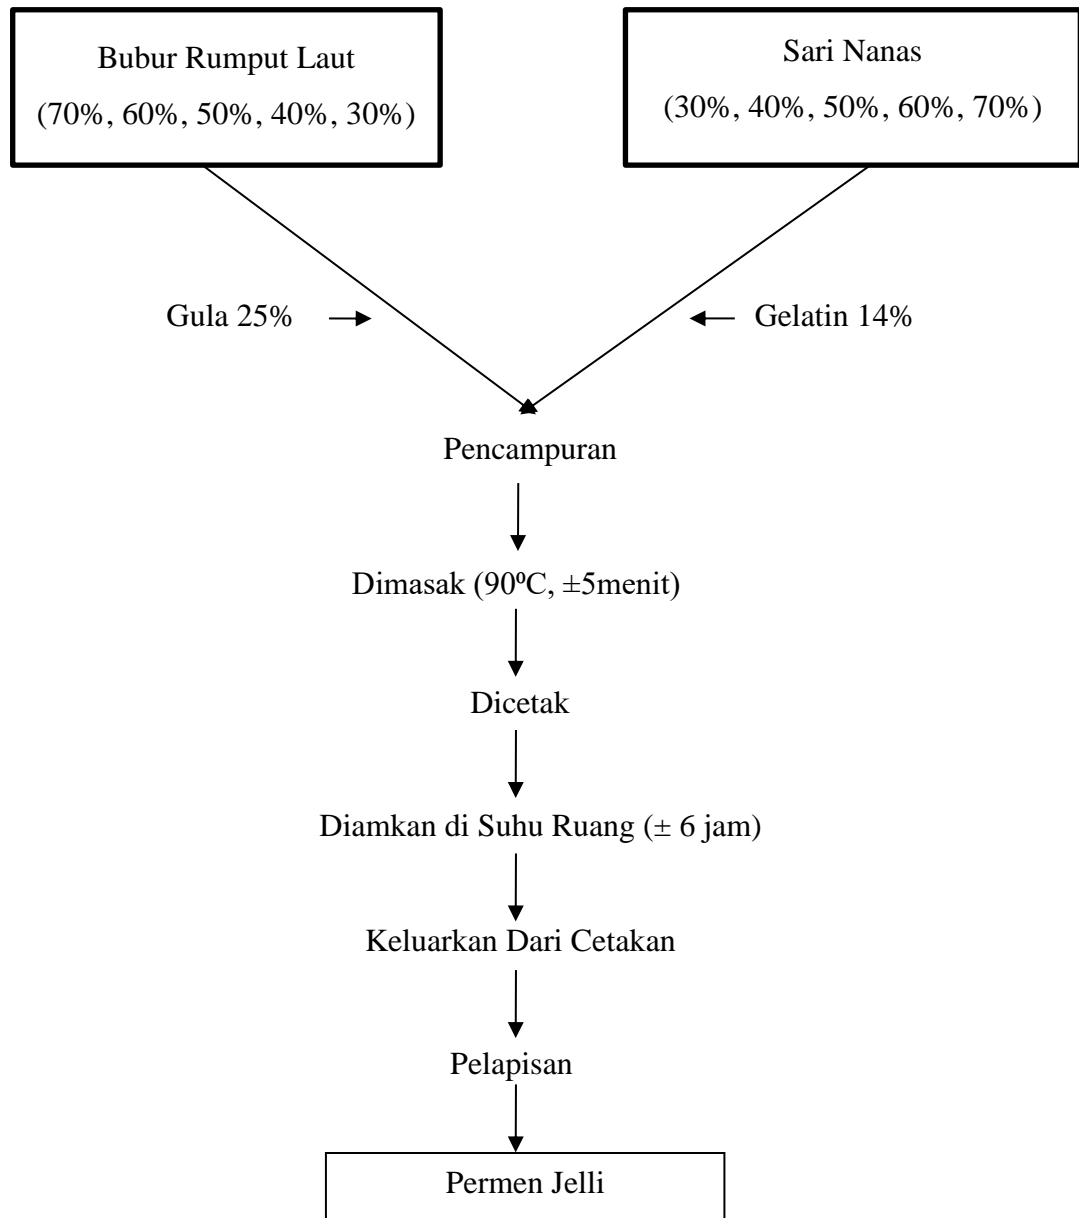 Bubur Rumput Laut
(70%, 60%, 50%, 40%, 30%)
Sari Nanas
(30%, 40%, 50%, 60%, 70%)
Gula 25%
Gelatin 14%
Pencampuran
Dimasak (90⁰C, ±5menit)
Dicetak
Diamkan di Suhu Ruang (± 6 jam)
Keluarkan Dari Cetakan
Pelapisan
Permen Jelli